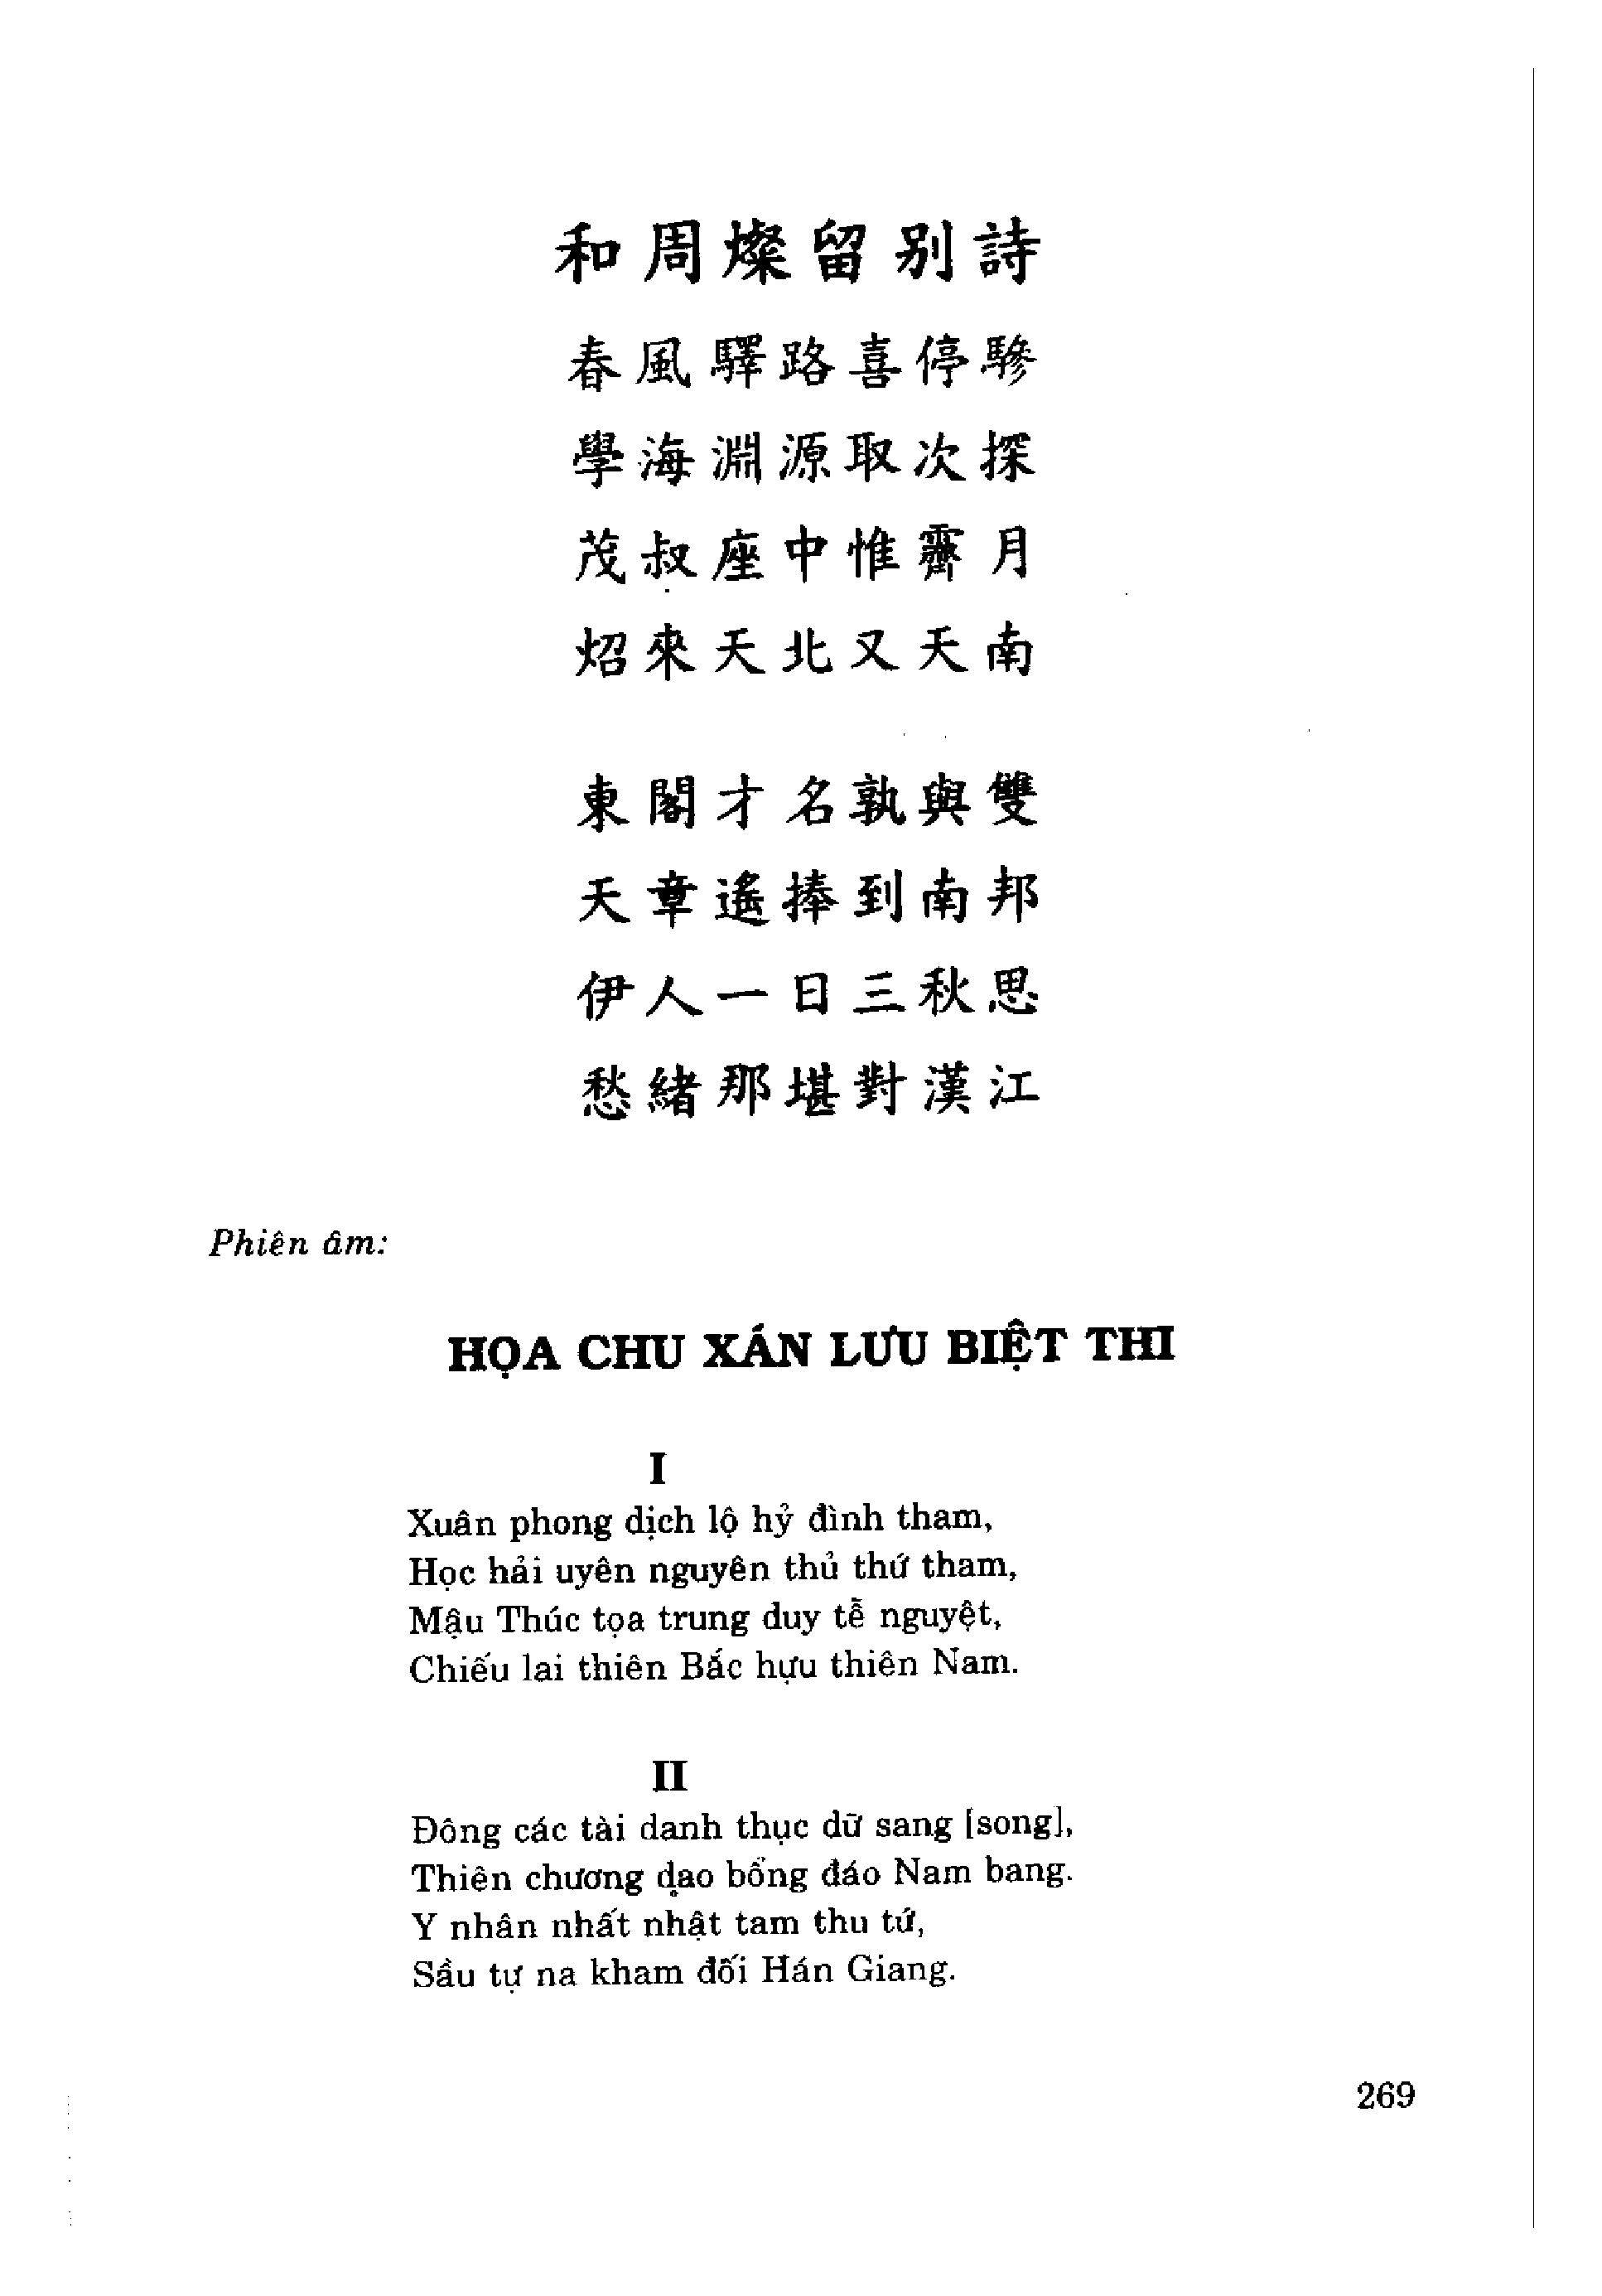 和周燦留别詩
春風驛路喜停驂
學海淵源取次探
茂叔座中惟霽月
炤來天北又天南
東閣才名孰與雙
天章遙捧到南邦
伊人一日三秋思
愁緒那堪對漢江
Phiên âm:
HỌA CHU XÁN LƯU BIỆT THI
I
Xuân phong dịch lộ hỷ đình tham,
Học hải uyên nguyên thủ thứ tham,
Mậu Thúc tọa trung duy tễ nguyệt,
Chiếu lai thiên Bắc hựu thiên Nam.
II
Đông các tài danh thục dữ sang [song],
Thiên chương dao bổng đáo Nam bang.
Y nhân nhất nhật tam thu tứ,
Sầu tự na kham đối Hán Giang.
269